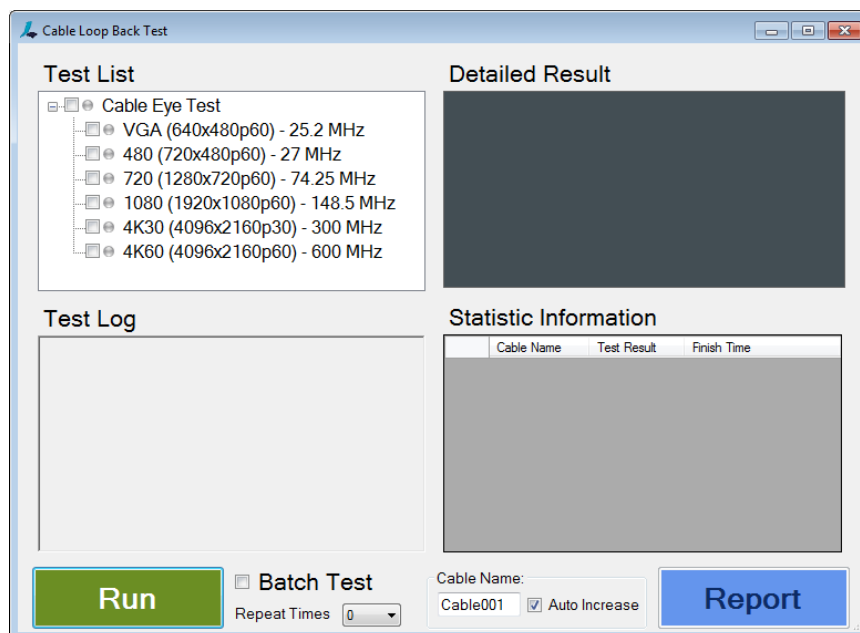 Cable Loop Back Test
Test List
Cable Eye Test
VGA (640x480p60) - 25.2 MHz
480 (720x480p60) - 27 MHz
720 (1280x720p60) - 74.25 MHz
1080 (1920x1080p60) - 148.5 MHz
4K30 (4096x2160p30) - 300 MHz
4K60 (4096x2160p60) - 600 MHz
Detailed Result
Test Log
Statistic Information
Cable Name Test Result Finish Time
Run
Batch Test
Repeat Times 0
Cable Name:
Cable001 Auto Increase
Report